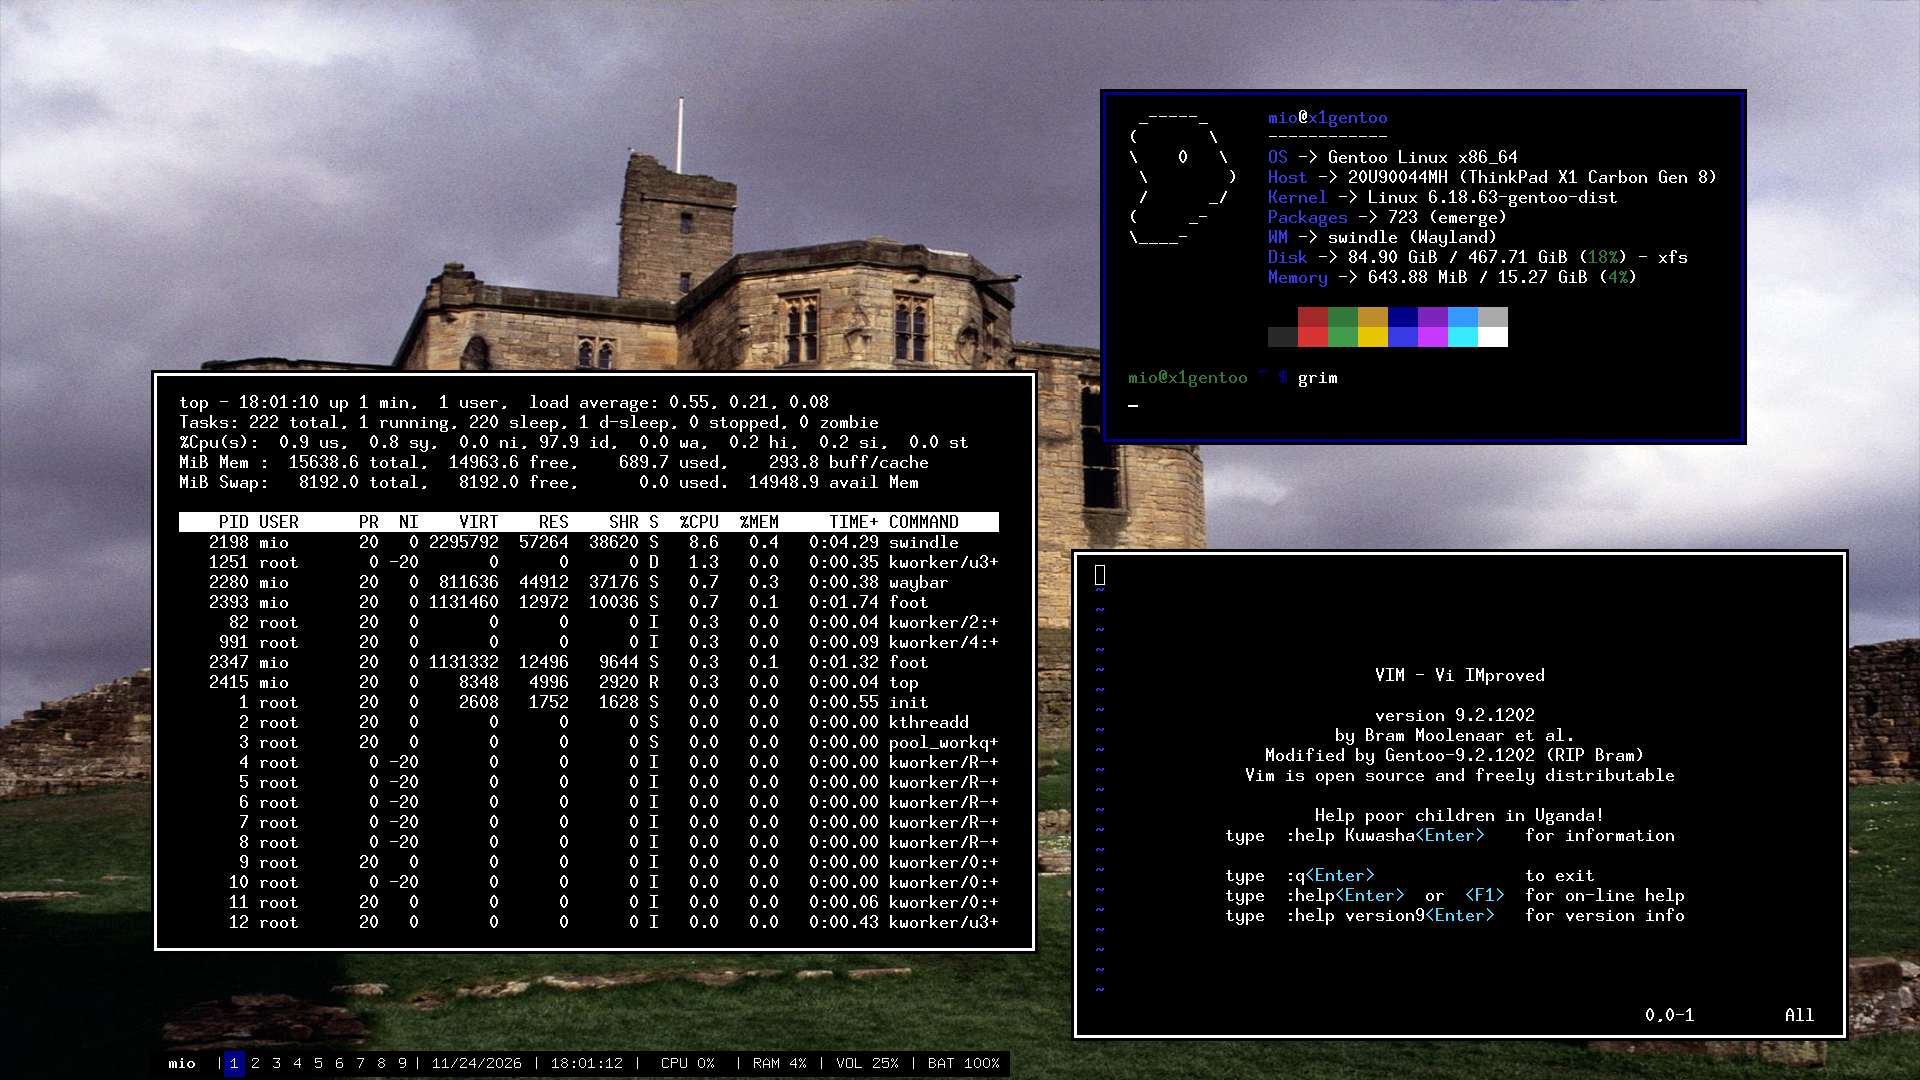 top - 18:01:10 up 1 min,  1 user,  load average: 0.55, 0.21, 0.08
Tasks: 222 total, 1 running, 220 sleep, 1 d-sleep, 0 stopped, 0 zombie
%Cpu(s):  0.9 us,  0.8 sy,  0.0 ni, 97.9 id,  0.0 wa,  0.2 hi,  0.2 si,  0.0 st
MiB Mem :  15638.6 total,  14963.6 free,    689.7 used,    293.8 buff/cache
MiB Swap:   8192.0 total,   8192.0 free,      0.0 used.  14948.9 avail Mem
PID USER      PR  NI    VIRT    RES    SHR S  %CPU  %MEM     TIME+ COMMAND
2198 mio       20   0 2295792  57264  38620 S   8.6   0.4   0:04.29 swindle
1251 root       0 -20       0      0      0 D   1.3   0.0   0:00.35 kworker/u3+
2280 mio       20   0  811636  44912  37176 S   0.7   0.3   0:00.38 waybar
2393 mio       20   0 1131460  12972  10036 S   0.7   0.1   0:01.74 foot
82 root      20   0       0      0      0 I   0.3   0.0   0:00.04 kworker/2:+
991 root      20   0       0      0      0 I   0.3   0.0   0:00.09 kworker/4:+
2347 mio       20   0 1131332  12496   9644 S   0.3   0.1   0:01.32 foot
2415 mio       20   0    8348   4996   2920 R   0.3   0.0   0:00.04 top
1 root      20   0    2608   1752   1628 S   0.0   0.0   0:00.55 init
2 root      20   0       0      0      0 S   0.0   0.0   0:00.00 kthreadd
3 root      20   0       0      0      0 S   0.0   0.0   0:00.00 pool_workq+
4 root       0 -20       0      0      0 I   0.0   0.0   0:00.00 kworker/R-+
5 root       0 -20       0      0      0 I   0.0   0.0   0:00.00 kworker/R-+
6 root       0 -20       0      0      0 I   0.0   0.0   0:00.00 kworker/R-+
7 root       0 -20       0      0      0 I   0.0   0.0   0:00.00 kworker/R-+
8 root       0 -20       0      0      0 I   0.0   0.0   0:00.00 kworker/R-+
9 root      20   0       0      0      0 I   0.0   0.0   0:00.00 kworker/0:+
10 root       0 -20       0      0      0 I   0.0   0.0   0:00.00 kworker/0:+
11 root      20   0       0      0      0 I   0.0   0.0   0:00.06 kworker/0:+
12 root      20   0       0      0      0 I   0.0   0.0   0:00.43 kworker/u3+
mio@x1gentoo
------------
OS -> Gentoo Linux x86_64
Host -> 20U90044MH (ThinkPad X1 Carbon Gen 8)
Kernel -> Linux 6.18.63-gentoo-dist
Packages -> 723 (emerge)
WM -> swindle (Wayland)
Disk -> 84.90 GiB / 467.71 GiB (18%) - xfs
Memory -> 643.88 MiB / 15.27 GiB (4%)
mio@x1gentoo ~ $ grim
VIM - Vi IMproved
version 9.2.1202
by Bram Moolenaar et al.
Modified by Gentoo-9.2.1202 (RIP Bram)
Vim is open source and freely distributable
Help poor children in Uganda!
type  :help Kuwasha<Enter>    for information
type  :q<Enter>               to exit
type  :help<Enter>  or  <F1>  for on-line help
type  :help version9<Enter>   for version info
0,0-1         All
mio | 1 2 3 4 5 6 7 8 9 | 11/24/2026 | 18:01:12 | CPU 0% | RAM 4% | VOL 25% | BAT 100%